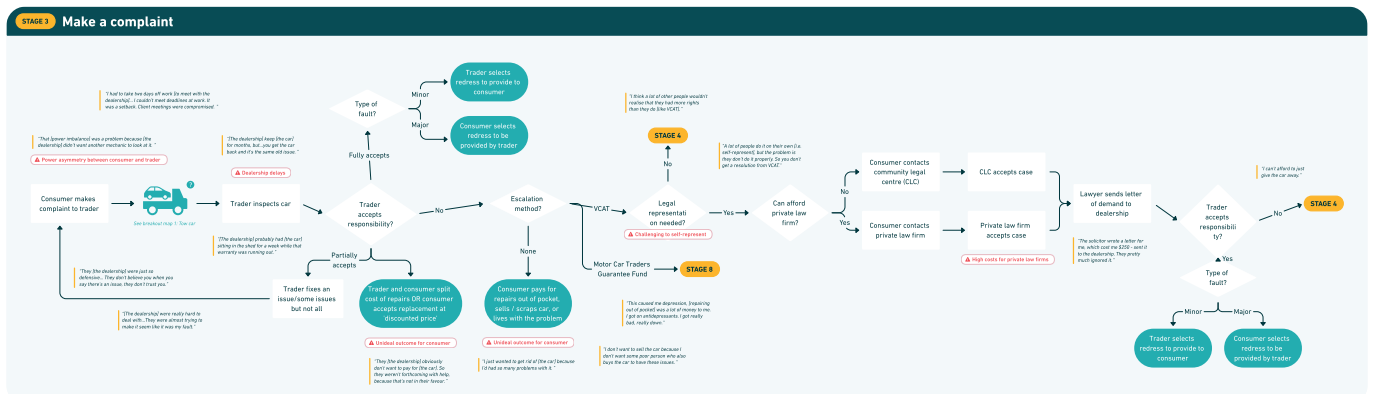 STAGE 3
Make a complaint
"I had to take two days off work [to meet with the
dealership]... I couldn't meet deadlines at work. It
was a setback. Client meetings were compromised. "
"That [power imbalance] was a problem because [the
dealership] didn't want another mechanic to look at it. "
Power asymmetry between consumer and trader
"[The dealership] keep [the car]
for months, but...you get the car
back and it's the same old issue. "
Dealership delays
Consumer makes
complaint to trader
?
See breakout map 1: Tow car
Trader inspects car
"[The dealership] probably had [the car]
sitting in the shed for a week while that
warranty was running out. "
"They [the dealership] were just so
defensive... They don't believe you when you
say there's an issue, they don't trust you."
"[The dealership] were really hard to
deal with...They were almost trying to
make it seem like it was my fault. "
Type of
fault?
Minor
Major
Trader selects
redress to provide to
consumer
Consumer selects
redress to be
provided by trader
Fully accepts
Trader
accepts
responsibility?
No
Partially
accepts
Trader fixes an
issue/some issues
but not all
Trader and consumer split
cost of repairs OR consumer
accepts replacement at
'discounted price'
Unideal outcome for consumer
"They [the dealership] obviously
don't want to pay for [the car]. So
they weren't forthcoming with help,
because that's not in their favour. "
Escalation
method?
VCAT
None
Motor Car Traders
Guarantee Fund
STAGE 8
Consumer pays for
repairs out of pocket,
sells / scraps car, or
lives with the problem
Unideal outcome for consumer
"I just wanted to get rid of [the car] because
I'd had so many problems with it. "
"This caused me depression, [repairing
out of pocket] was a lot of money to me.
I got on antidepressants. I got really
bad, really down. "
"I don't want to sell the car because I
don't want some poor person who also
buys the car to have these issues. "
"I think a lot of other people wouldn't
realise that they had more rights
than they do [like VCAT]. "
STAGE 4
No
Legal
representati
on needed?
Challenging to self-represent
"A lot of people do it on their own [i.e.
self-represent], but the problem is
they don't do it properly. So you don't
get a resolution from VCAT. "
Yes
Can afford
private law
firm?
No
Yes
Consumer contacts
community legal
centre (CLC)
CLC accepts case
Consumer contacts
private law firm
Private law firm
accepts case
High costs for private law firms
Lawyer sends letter
of demand to
dealership
"The solicitor wrote a letter for
me, which cost me $250 - sent it
to the dealership. They pretty
much ignored it. "
Trader
accepts
responsibili
ty?
No
STAGE 4
"I can't afford to just
give the car away. "
Yes
Type of
fault?
Minor
Major
Trader selects
redress to provide to
consumer
Consumer selects
redress to be
provided by trader